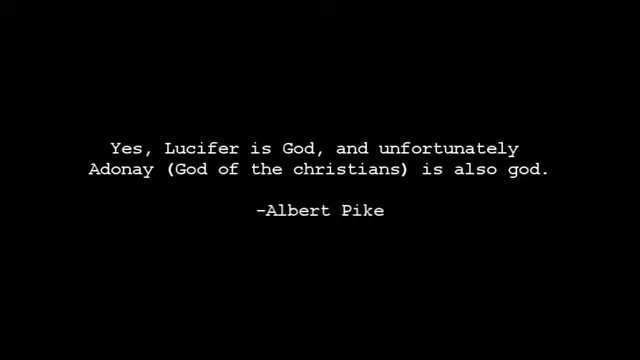 Yes, Lucifer is God, and unfortunately
Adonay (God of the christians) is also god.
-Albert Pike